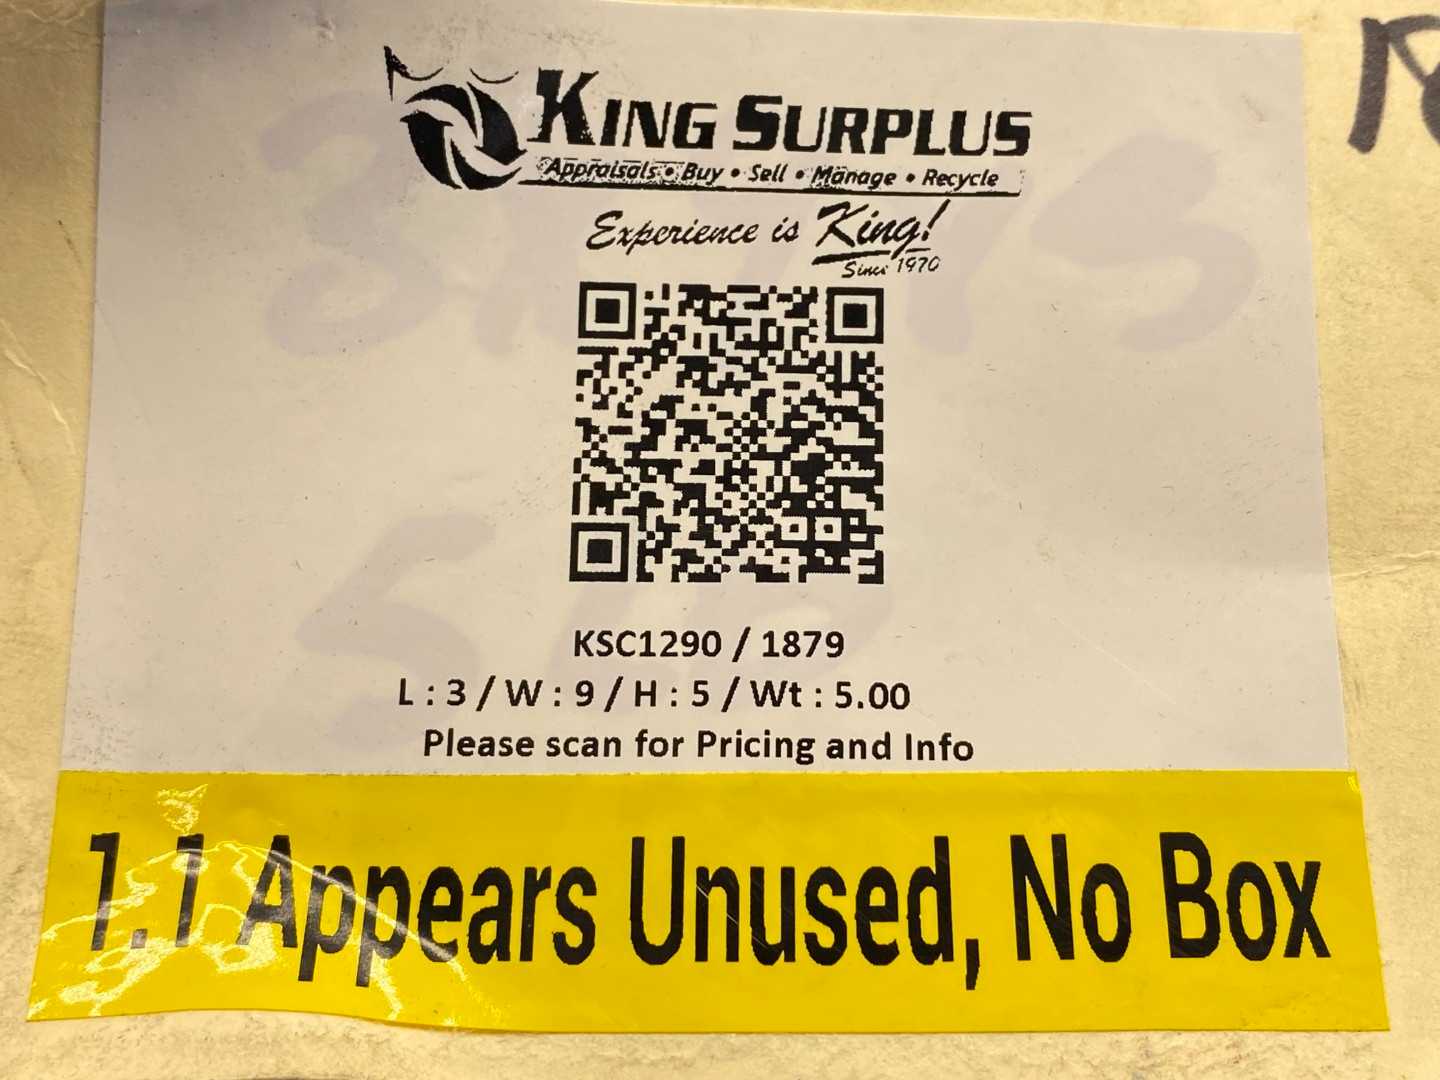 KING SURPLUS
Appraisals • Buy • Sell • Manage • Recycle
Experience is King!
Since 1970
KSC1290 / 1879
L : 3 / W : 9 / H : 5 / Wt : 5.00
Please scan for Pricing and Info
1.1 Appears Unused, No Box